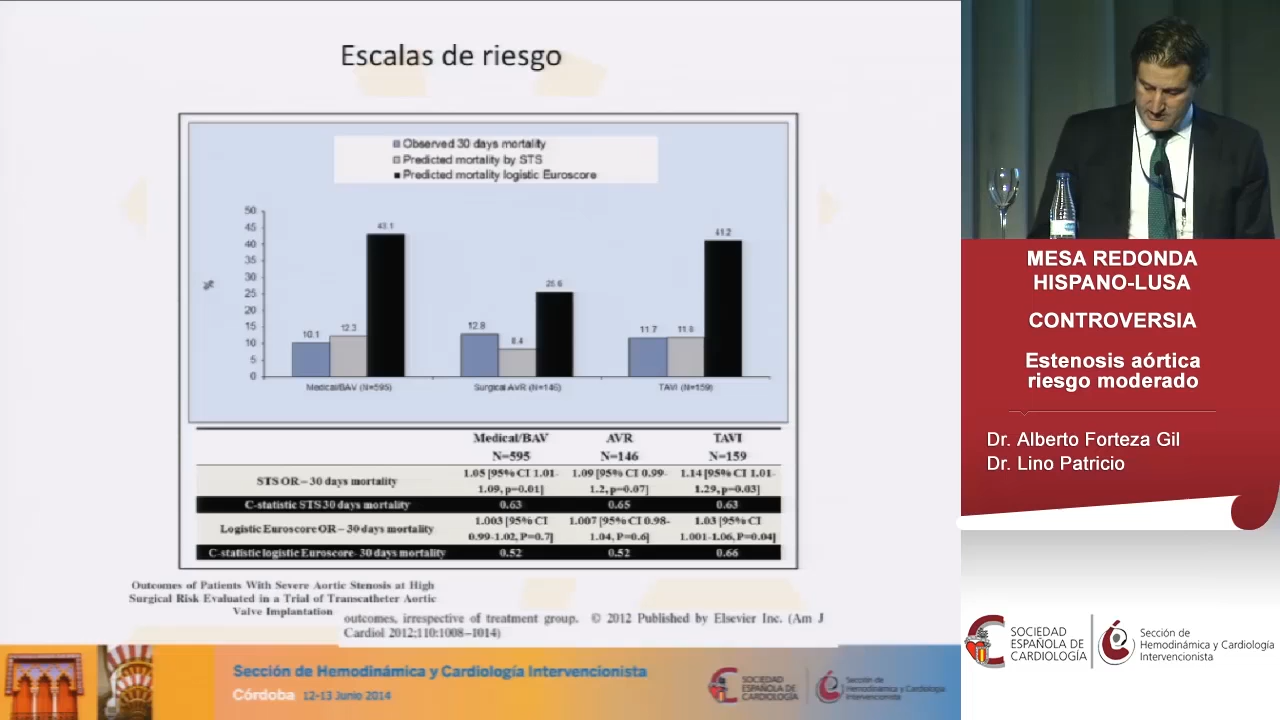 Escalas de riesgo
Observed 30 days mortality
Predicted mortality by STS
Predicted mortality logistic Euroscore
50
45
40
35
30
25
20
15
10
5
0
%
10.1
12.3
43.1
12.8
8.4
25.6
11.7
11.8
41.2
Medical/BAV (N=595)
Surgical AVR (N=146)
TAVI (N=159)
Medical/BAV AVR TAVI
N=595 N=146 N=159
STS OR – 30 days mortality
1.05 [95% CI 1.01-
1.09, p=0.01]
1.09 [95% CI 0.99-
1.2, p=0.07]
1.14 [95% CI 1.01-
1.29, p=0.03]
C-statistic STS 30 days mortality 0.63 0.65 0.63
Logistic Euroscore OR – 30 days mortality
1.003 [95% CI
0.99-1.02, P=0.7]
1.007 [95% CI 0.98-
1.04, P=0.6]
1.03 [95% CI
1.001-1.06, P=0.04]
C-statistic logistic Euroscore- 30 days mortality 0.52 0.52 0.66
Outcomes of Patients With Severe Aortic Stenosis at High
Surgical Risk Evaluated in a Trial of Transcatheter Aortic
Valve Implantation
outcomes, irrespective of treatment group. © 2012 Published by Elsevier Inc. (Am J
Cardiol 2012;110:1008–1014)
Sección de Hemodinámica y Cardiología Intervencionista
Córdoba 12-13 Junio 2014
SOCIEDAD
ESPAÑOLA DE
CARDIOLOGÍA
Sección de
Hemodinámica y Cardiología
Intervencionista
MESA REDONDA
HISPANO-LUSA
CONTROVERSIA
Estenosis aórtica
riesgo moderado
Dr. Alberto Forteza Gil
Dr. Lino Patricio
SOCIEDAD
ESPAÑOLA DE
CARDIOLOGÍA
Sección de
Hemodinámica y Cardiología
Intervencionista